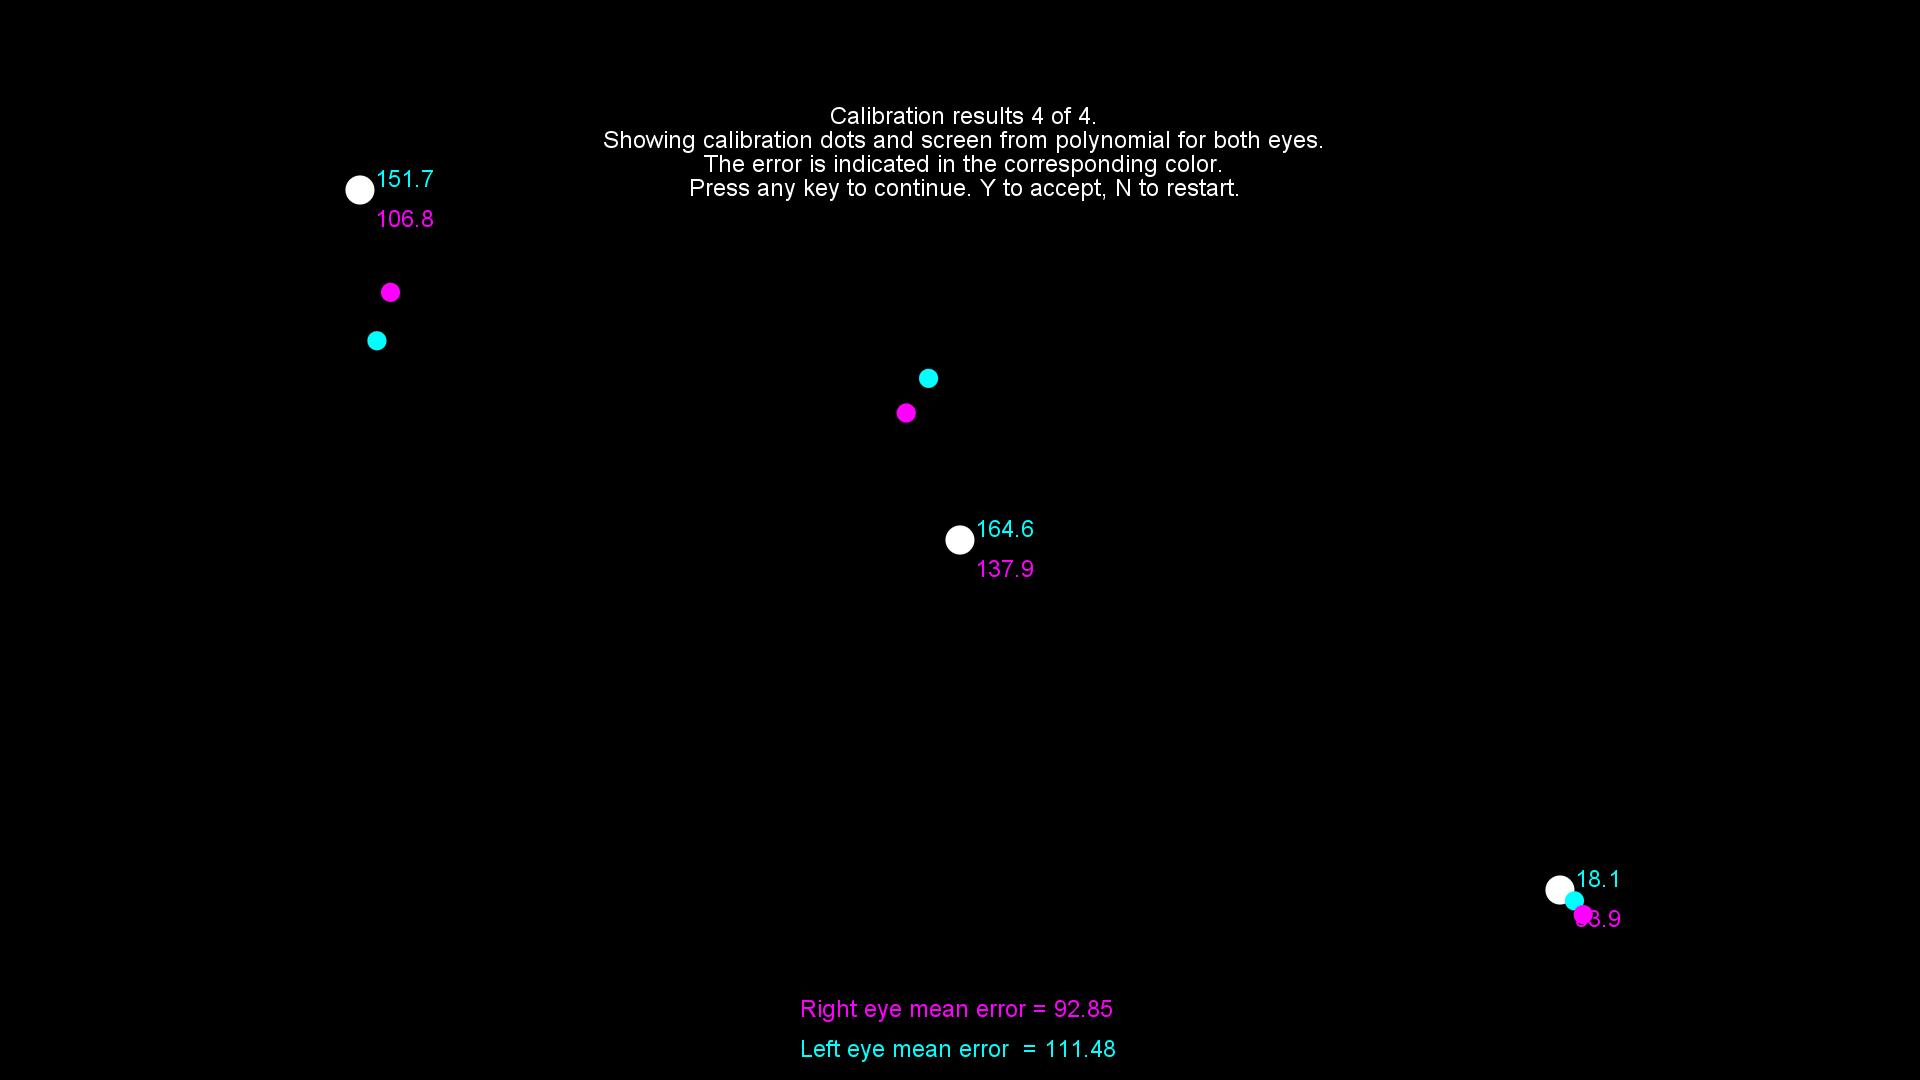 Calibration results 4 of 4.
Showing calibration dots and screen from polynomial for both eyes.
The error is indicated in the corresponding color.
Press any key to continue. Y to accept, N to restart.
151.7
106.8
164.6
137.9
18.1
Right eye mean error = 92.85
Left eye mean error  = 111.48